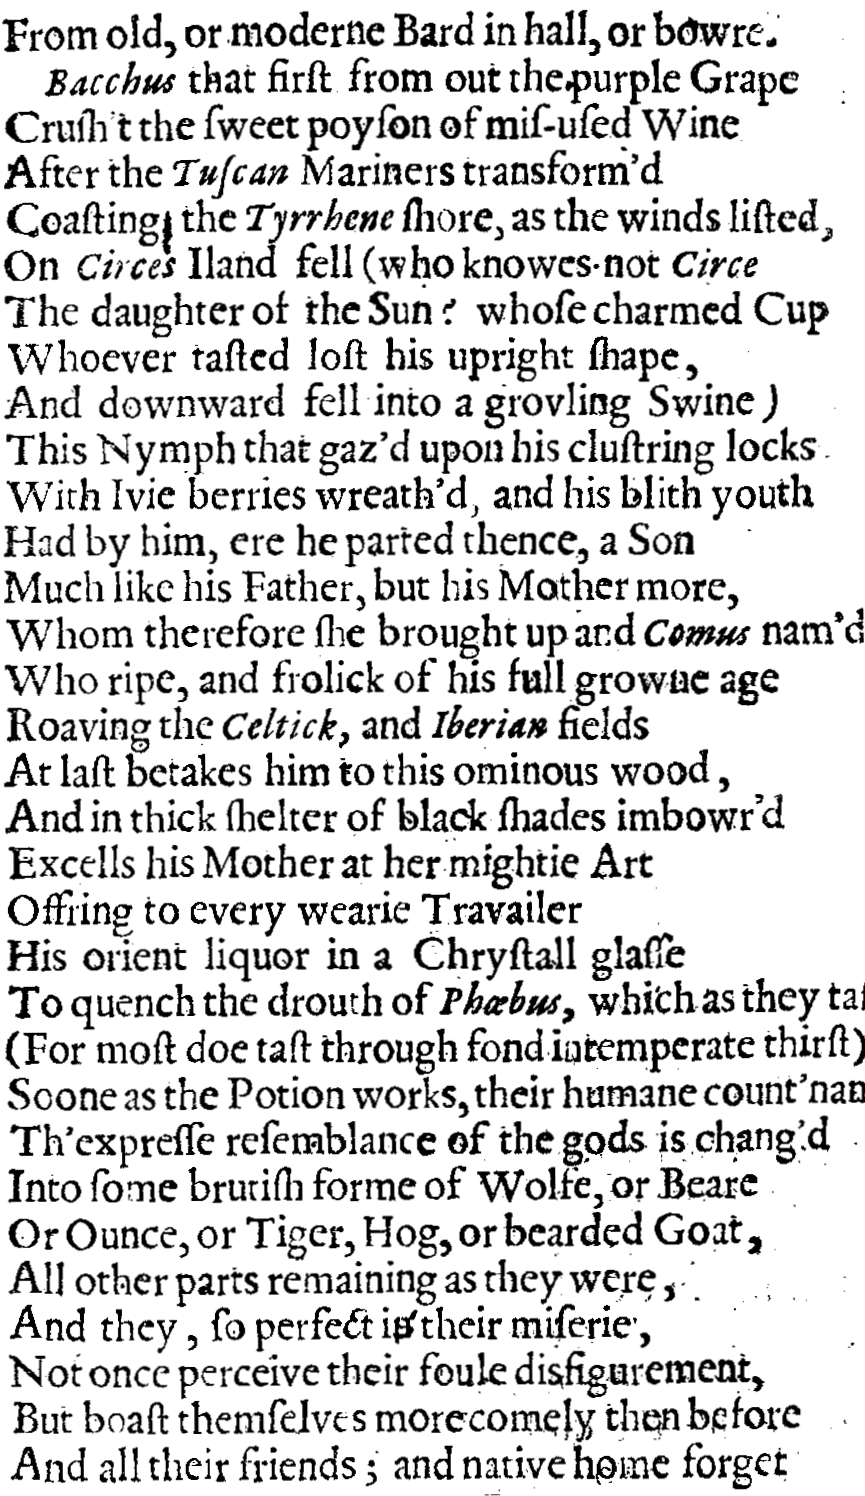 From old, or moderne Bard in hall, or bowre.
Bacchus that firſt from out the purple Grape
Cruſh't the ſweet poyſon of miſ-uſed Wine
After the Tuſcan Mariners transform'd
Coaſting the Tyrrhene ſhore, as the winds liſted,
On Circes Iland fell (who knowes not Circe
The daughter of the Sun? whoſe charmed Cup
Whoever taſted loſt his upright ſhape,
And downward fell into a grovling Swine)
This Nymph that gaz'd upon his cluſtring locks
With Ivie berries wreath'd, and his blith youth
Had by him, ere he parted thence, a Son
Much like his Father, but his Mother more,
Whom therefore ſhe brought up and Comus nam'd
Who ripe, and frolick of his full growne age
Roaving the Celtick, and Iberian fields
At laſt betakes him to this ominous wood,
And in thick ſhelter of black ſhades imbowr'd
Excells his Mother at her mightie Art
Offring to every wearie Travailer
His orient liquor in a Chryſtall glaſſe
To quench the drouth of Phœbus, which as they taſ
(For moſt doe taſt through fond intemperate thirſt)
Soone as the Potion works, their humane count'nan
Th'expreſſe reſemblance of the gods is chang'd
Into ſome brutiſh forme of Wolfe, or Beare
Or Ounce, or Tiger, Hog, or bearded Goat,
All other parts remaining as they were,
And they, ſo perfect is their miſerie,
Not once perceive their foule disfigurement,
But boaſt themſelves more comely then before
And all their friends; and native home forget